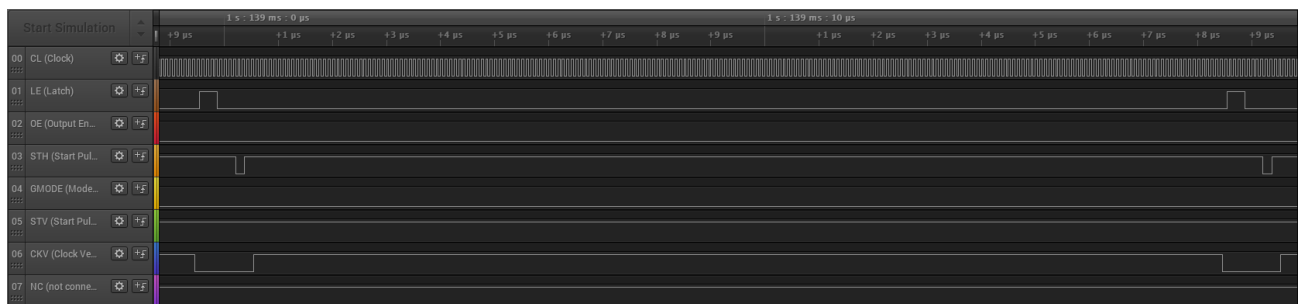 Start Simulation
1 s : 139 ms : 0 µs 1 s : 139 ms : 10 µs
+9 µs +1 µs +2 µs +3 µs +4 µs +5 µs +6 µs +7 µs +8 µs +9 µs +1 µs +2 µs +3 µs +4 µs +5 µs +6 µs +7 µs +8 µs +9 µs
00 CL (Clock)
01 LE (Latch)
02 OE (Output En...
03 STH (Start Pul...
04 GMODE (Mode...
05 STV (Start Pul...
06 CKV (Clock Ve...
07 NC (not conne...